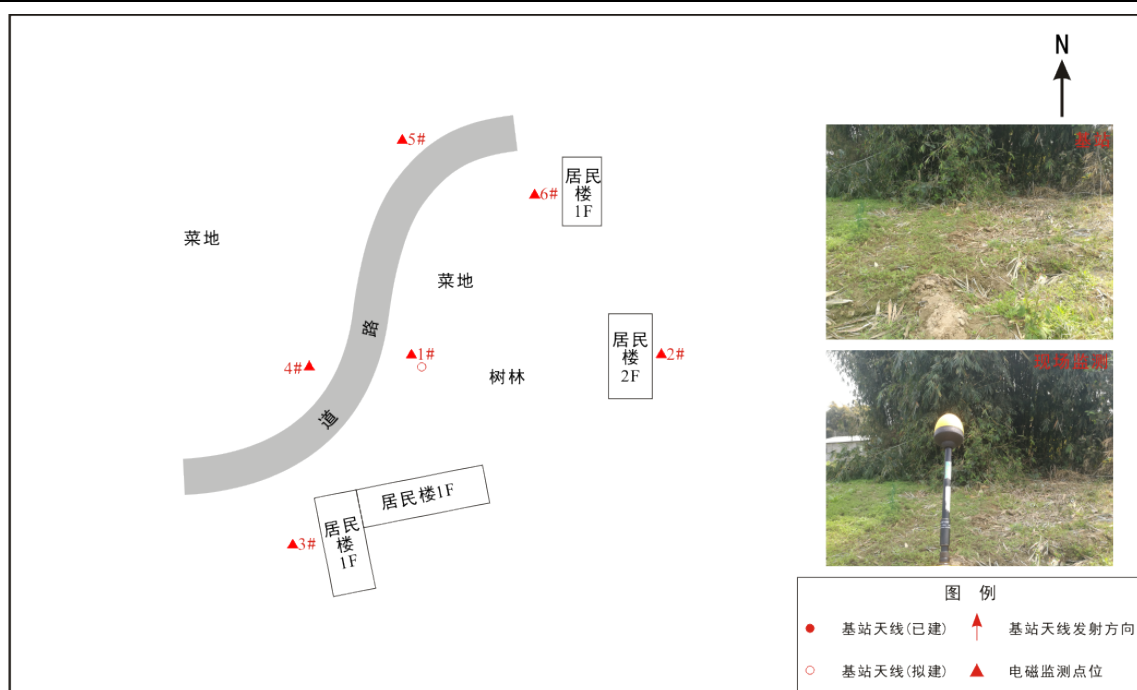 N
基站
5#
居民
楼
1F
6#
菜地
菜地
路
1#
居民
楼
2F
2#
4#
树林
现场监测
道
居民楼1F
居民
楼
1F
3#
图 例
基站天线(已建)
基站天线发射方向
基站天线(拟建)
电磁监测点位